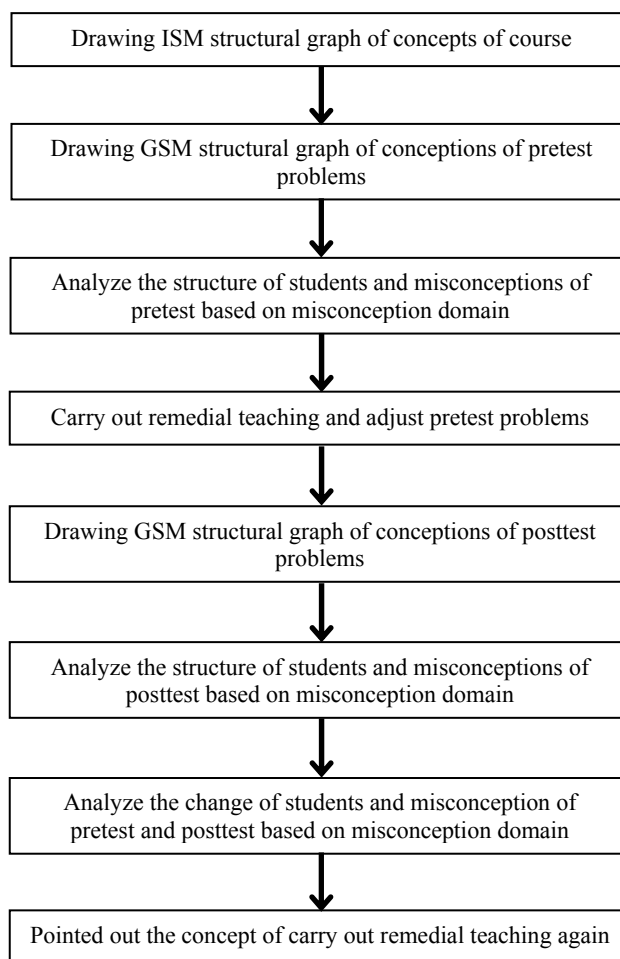 Drawing ISM structural graph of concepts of course
Drawing GSM structural graph of conceptions of pretest
problems
Analyze the structure of students and misconceptions of
pretest based on misconception domain
Carry out remedial teaching and adjust pretest problems
Drawing GSM structural graph of conceptions of posttest
problems
Analyze the structure of students and misconceptions of
posttest based on misconception domain
Analyze the change of students and misconception of
pretest and posttest based on misconception domain
Pointed out the concept of carry out remedial teaching again